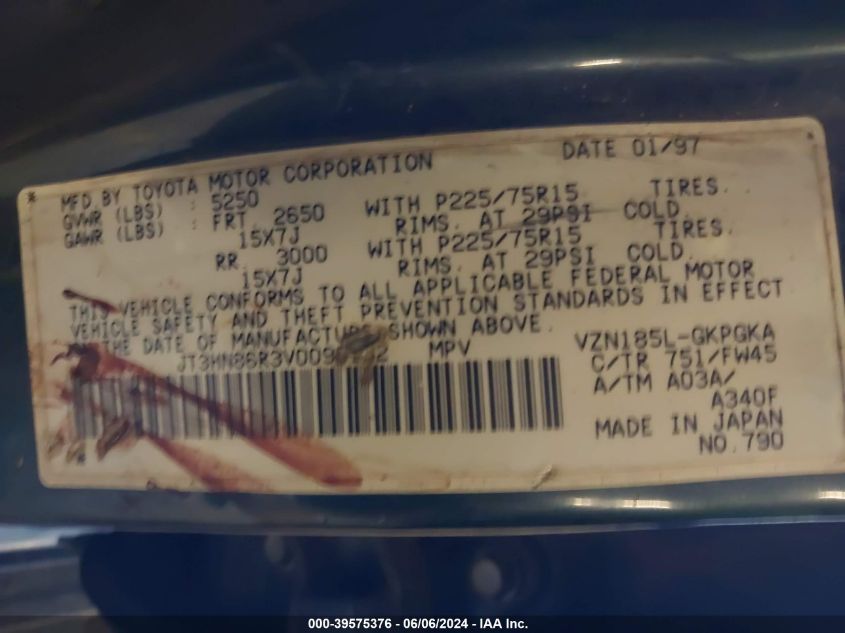 MFD. BY TOYOTA MOTOR CORPORATION DATE 01/97
GVWR (LBS) : 5250
GAWR (LBS) : FRT. 2650 WITH P225/75R15 TIRES.
15X7J RIMS. AT 29PSI COLD.
RR. 3000 WITH P225/75R15 TIRES.
15X7J RIMS. AT 29PSI COLD.
THIS VEHICLE CONFORMS TO ALL APPLICABLE FEDERAL MOTOR
VEHICLE SAFETY AND THEFT PREVENTION STANDARDS IN EFFECT
THE DATE OF MANUFACTURE SHOWN ABOVE.
MPV
VZN185L-GKPGKA
C/TR 751/FW45
A/TM A03A/
A340F
MADE IN JAPAN
NO. 790
000-39575376 | 06/06/2024 - IAA Inc.